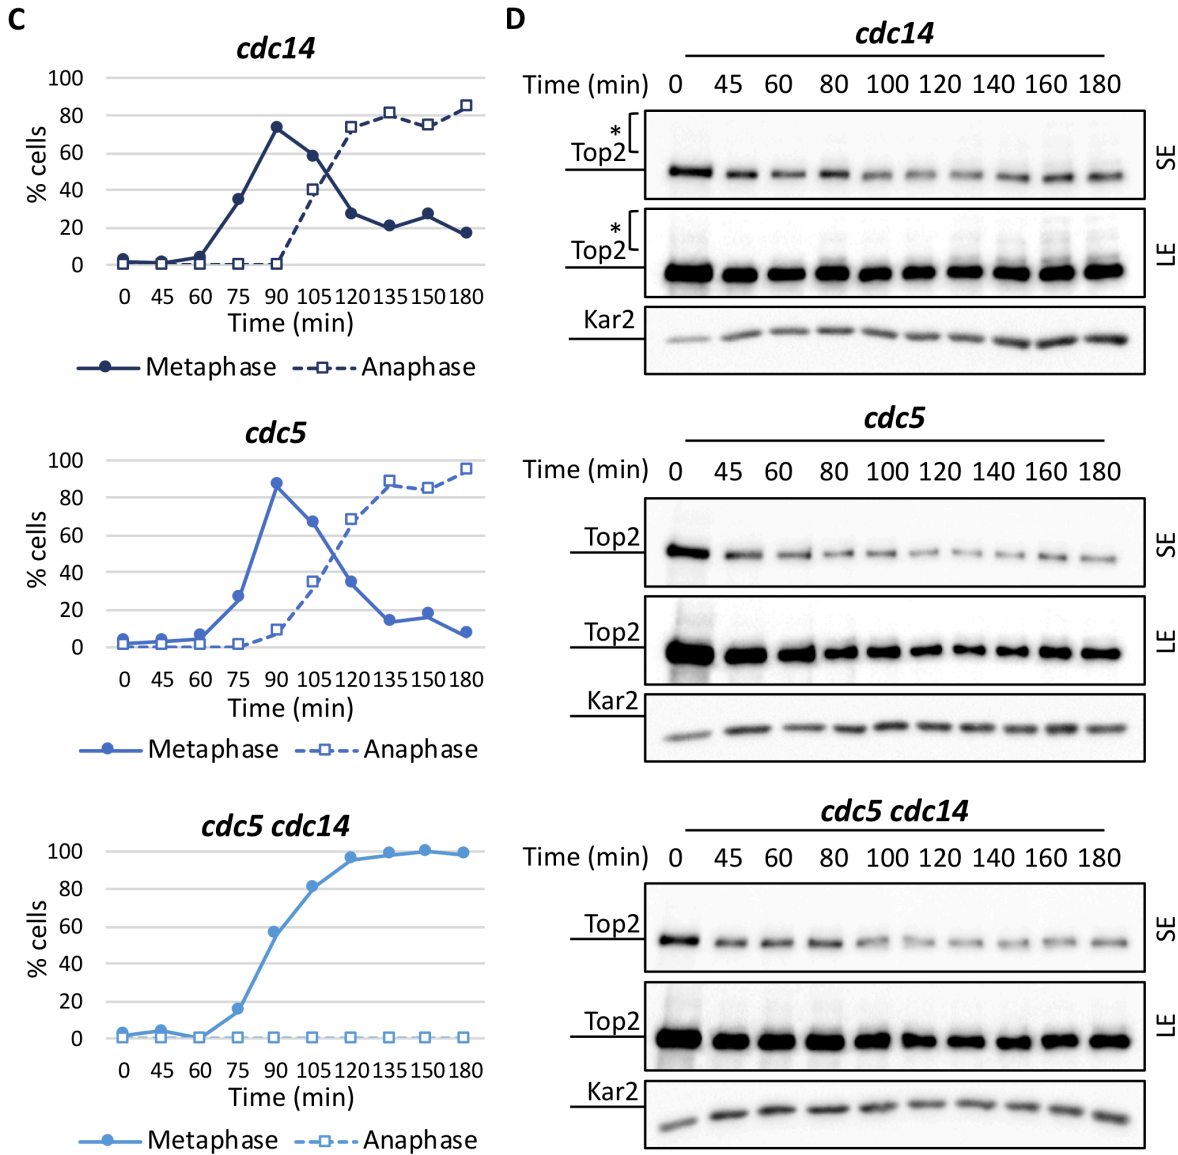 C
cdc14
% cells
100
80
60
40
20
0
0 45 60 75 90 105 120 135 150 180
Time (min)
Metaphase Anaphase
cdc5
% cells
100
80
60
40
20
0
0 45 60 75 90 105 120 135 150 180
Time (min)
Metaphase Anaphase
cdc5 cdc14
% cells
100
80
60
40
20
0
0 45 60 75 90 105 120 135 150 180
Time (min)
Metaphase Anaphase
D
cdc14
Time (min) 0 45 60 80 100 120 140 160 180
*
Top2
SE
*
Top2
LE
Kar2
cdc5
Time (min) 0 45 60 80 100 120 140 160 180
Top2
SE
Top2
LE
Kar2
cdc5 cdc14
Time (min) 0 45 60 80 100 120 140 160 180
Top2
SE
Top2
LE
Kar2